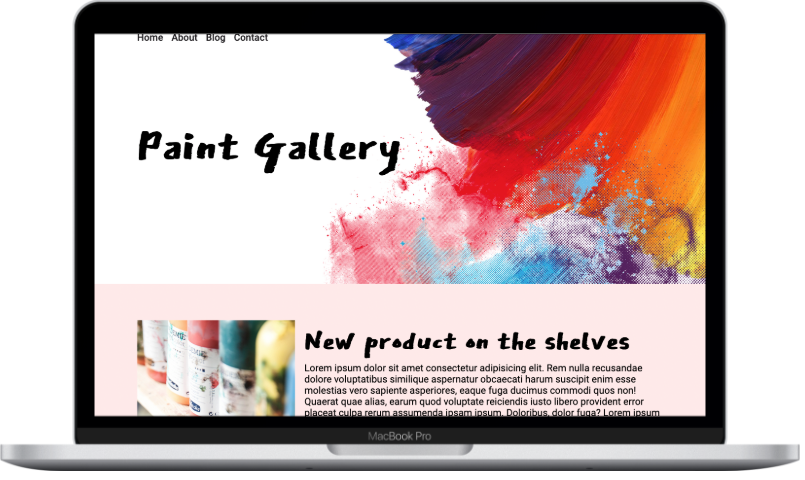 Home About Blog Contact
Paint Gallery
New product on the shelves
Lorem ipsum dolor sit amet consectetur adipisicing elit. Rem nulla recusandae
dolore voluptatibus similique aspernatur obcaecati harum suscipit enim esse
molestias vero sapiente asperiores, eaque fuga ducimus commodi quos non!
Quaerat quae alias, earum quod voluptate reiciendis iusto libero provident error
placeat culpa rerum assumenda ipsam ipsum. Doloribus, dolor fuga? Lorem ipsum
MacBook Pro